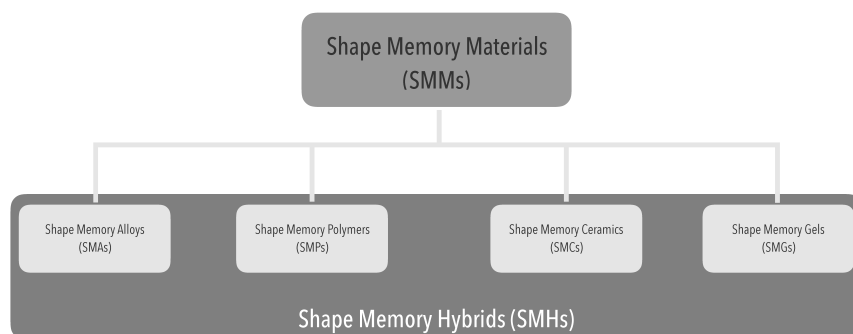 Shape Memory Materials
(SMMs)
Shape Memory Alloys
(SMAs)
Shape Memory Polymers
(SMPs)
Shape Memory Ceramics
(SMCs)
Shape Memory Gels
(SMGs)
Shape Memory Hybrids (SMHs)